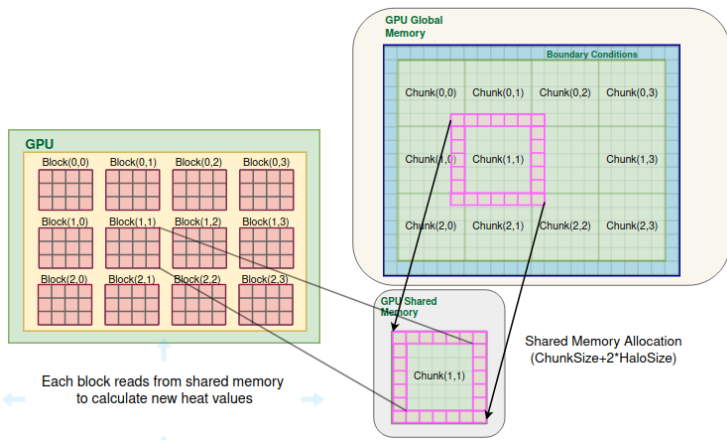 GPU Global
Memory
Boundary Conditions
Chunk(0,0) Chunk(0,1) Chunk(0,2) Chunk(0,3)
Chunk(1,0) Chunk(1,1) Chunk(1,3)
Chunk(2,0) Chunk(2,1) Chunk(2,2) Chunk(2,3)
GPU
Block(0,0) Block(0,1) Block(0,2) Block(0,3)
Block(1,0) Block(1,1) Block(1,2) Block(1,3)
Block(2,0) Block(2,1) Block(2,2) Block(2,3)
GPU Shared
Memory
Chunk(1,1)
Shared Memory Allocation
(ChunkSize+2*HaloSize)
Each block reads from shared memory
to calculate new heat values